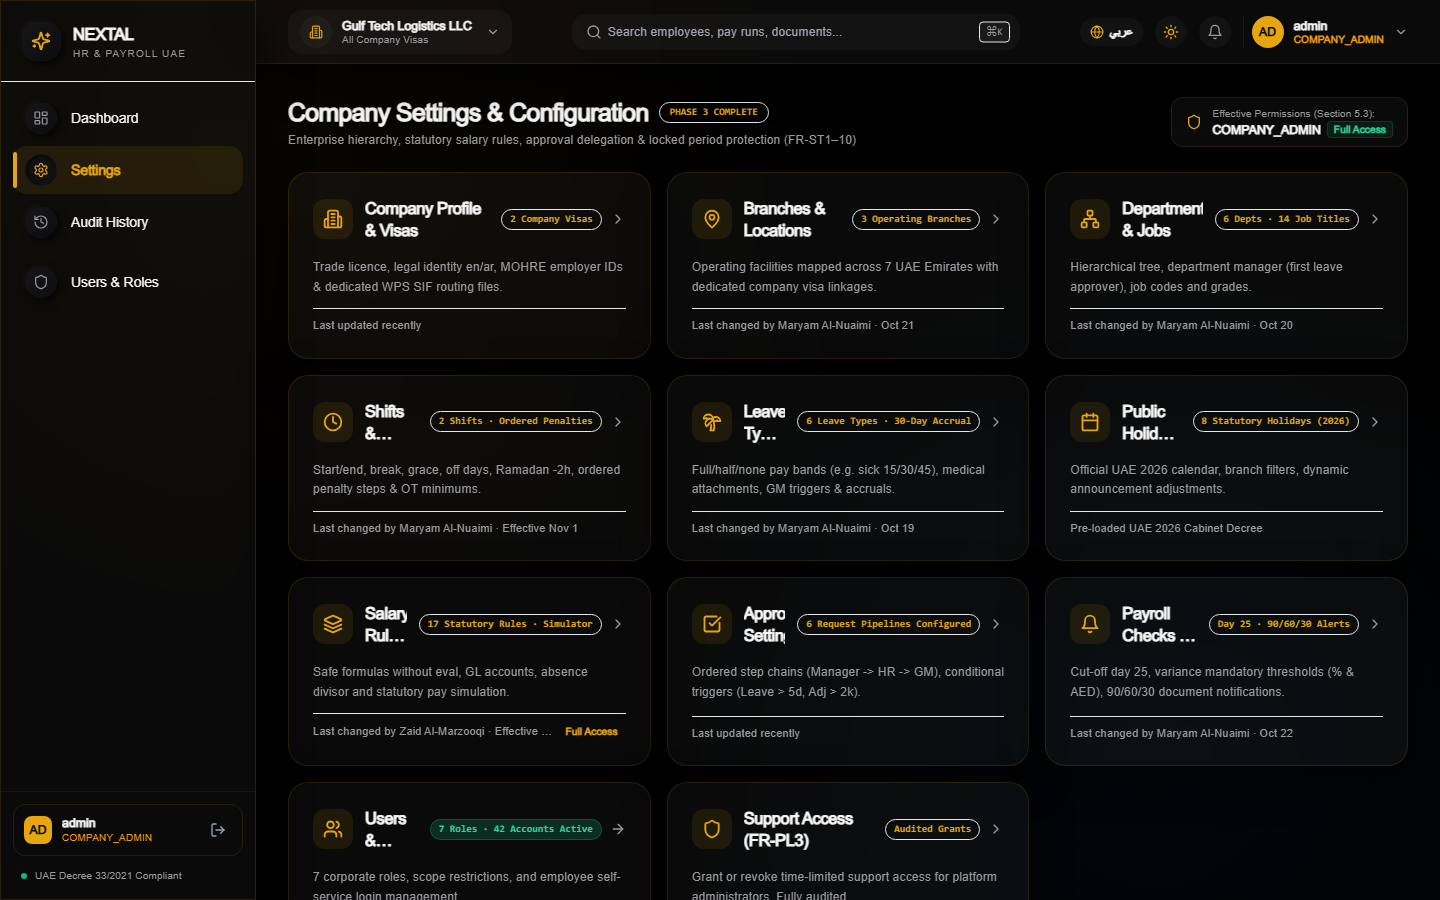 NEXTAL
HR & PAYROLL UAE
Dashboard
Settings
Audit History
Users & Roles
AD
admin
COMPANY_ADMIN
UAE Decree 33/2021 Compliant
Gulf Tech Logistics LLC
All Company Visas
Search employees, pay runs, documents...
⌘K
عربي
AD
admin
COMPANY_ADMIN
Company Settings & Configuration
PHASE 3 COMPLETE
Enterprise hierarchy, statutory salary rules, approval delegation & locked period protection (FR-ST1–10)
Effective Permissions (Section 5.3):
COMPANY_ADMIN Full Access
Company Profile
& Visas
2 Company Visas
Trade licence, legal identity en/ar, MOHRE employer IDs
& dedicated WPS SIF routing files.
Last updated recently
Branches &
Locations
3 Operating Branches
Operating facilities mapped across 7 UAE Emirates with
dedicated company visa linkages.
Last changed by Maryam Al-Nuaimi · Oct 21
Department
& Jobs
6 Depts · 14 Job Titles
Hierarchical tree, department manager (first leave
approver), job codes and grades.
Last changed by Maryam Al-Nuaimi · Oct 20
Shifts
&...
2 Shifts · Ordered Penalties
Start/end, break, grace, off days, Ramadan -2h, ordered
penalty steps & OT minimums.
Last changed by Maryam Al-Nuaimi · Effective Nov 1
Leave
Ty...
6 Leave Types · 30-Day Accrual
Full/half/none pay bands (e.g. sick 15/30/45), medical
attachments, GM triggers & accruals.
Last changed by Maryam Al-Nuaimi · Oct 19
Public
Holid...
8 Statutory Holidays (2026)
Official UAE 2026 calendar, branch filters, dynamic
announcement adjustments.
Pre-loaded UAE 2026 Cabinet Decree
Salary
Rul...
17 Statutory Rules · Simulator
Safe formulas without eval, GL accounts, absence
divisor and statutory pay simulation.
Last changed by Zaid Al-Marzooqi · Effective ...
Full Access
Appro
Setting
6 Request Pipelines Configured
Ordered step chains (Manager -> HR -> GM), conditional
triggers (Leave > 5d, Adj > 2k).
Last updated recently
Payroll
Checks ...
Day 25 · 90/60/30 Alerts
Cut-off day 25, variance mandatory thresholds (% &
AED), 90/60/30 document notifications.
Last changed by Maryam Al-Nuaimi · Oct 22
Users
&...
7 Roles · 42 Accounts Active
7 corporate roles, scope restrictions, and employee self-
service login management.
Support Access
(FR-PL3)
Audited Grants
Grant or revoke time-limited support access for platform
administrators. Fully audited.